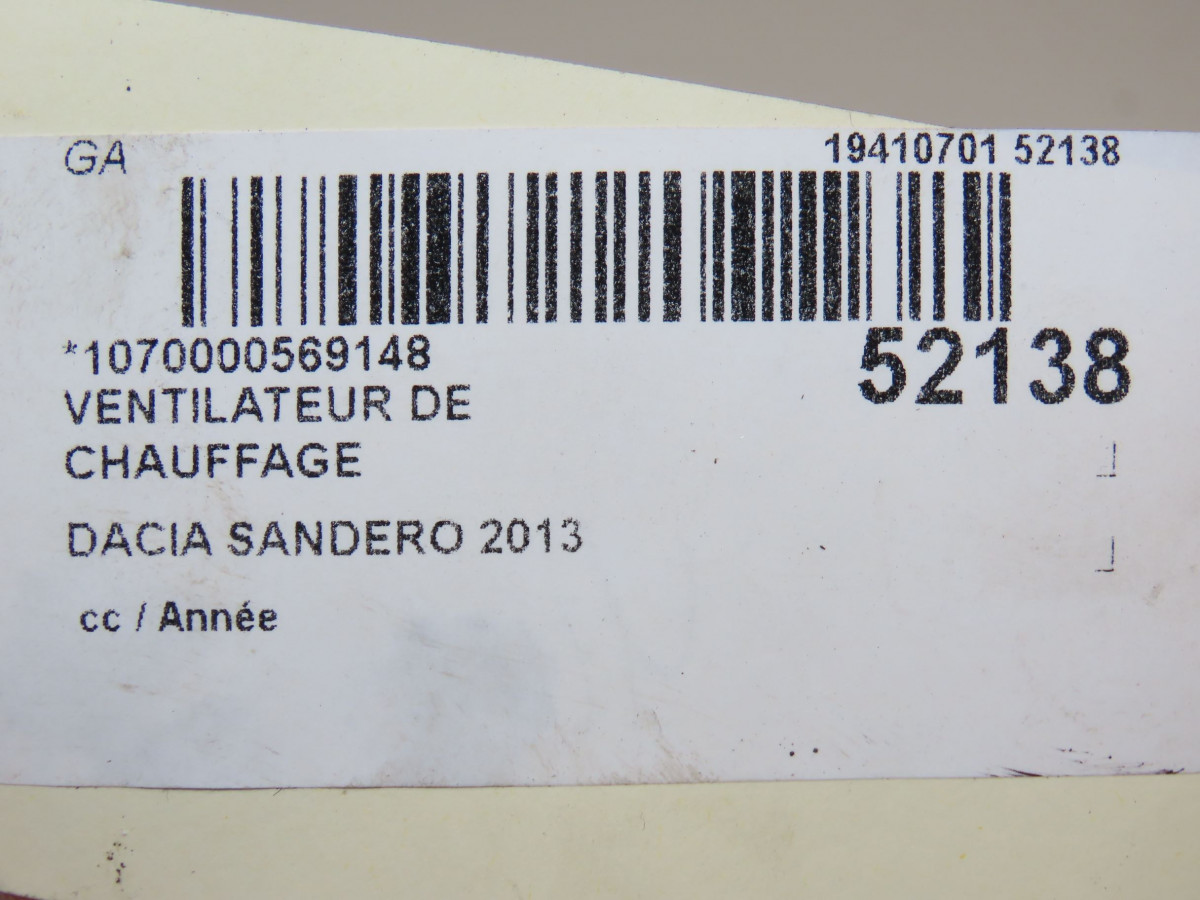 GA
19410701 52138
*1070000569148
52138
VENTILATEUR DE
CHAUFFAGE
DACIA SANDERO 2013
cc / Année